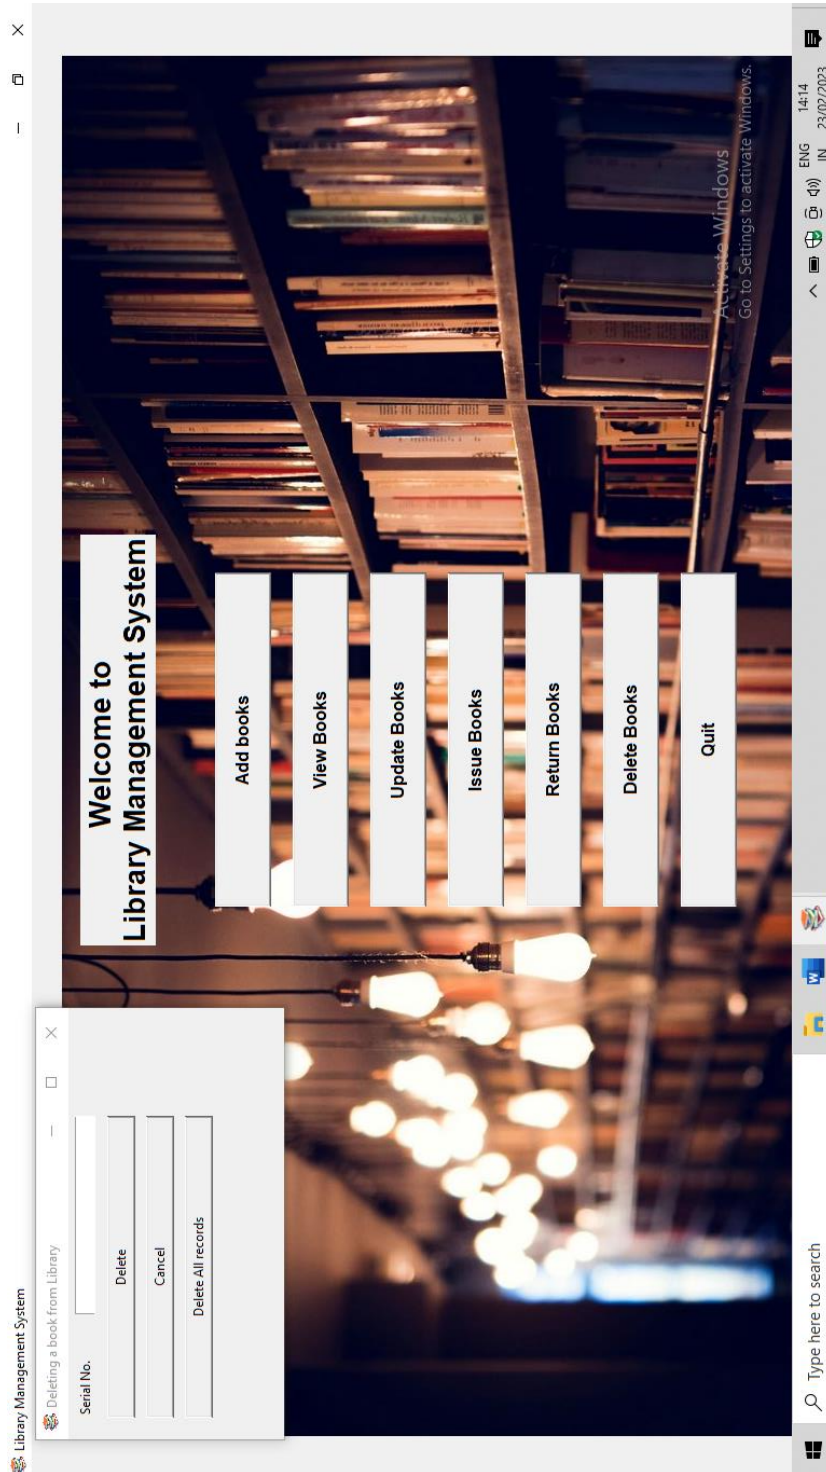 Library Management System
Deleting a book from Library
Serial No.
Delete
Cancel
Delete All records
Welcome to
Library Management System
Add books
View Books
Update Books
Issue Books
Return Books
Delete Books
Quit
Activate Windows
Go to Settings to activate Windows.
Type here to search
W
ENG
IN
14:14
23/02/2023